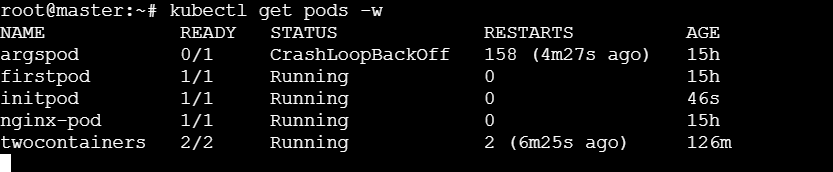 root@master:~# kubectl get pods -w
NAME READY STATUS RESTARTS AGE
argspod 0/1 CrashLoopBackOff 158 (4m27s ago) 15h
firstpod 1/1 Running 0 15h
initpod 1/1 Running 0 46s
nginx-pod 1/1 Running 0 15h
twocontainers 2/2 Running 2 (6m25s ago) 126m